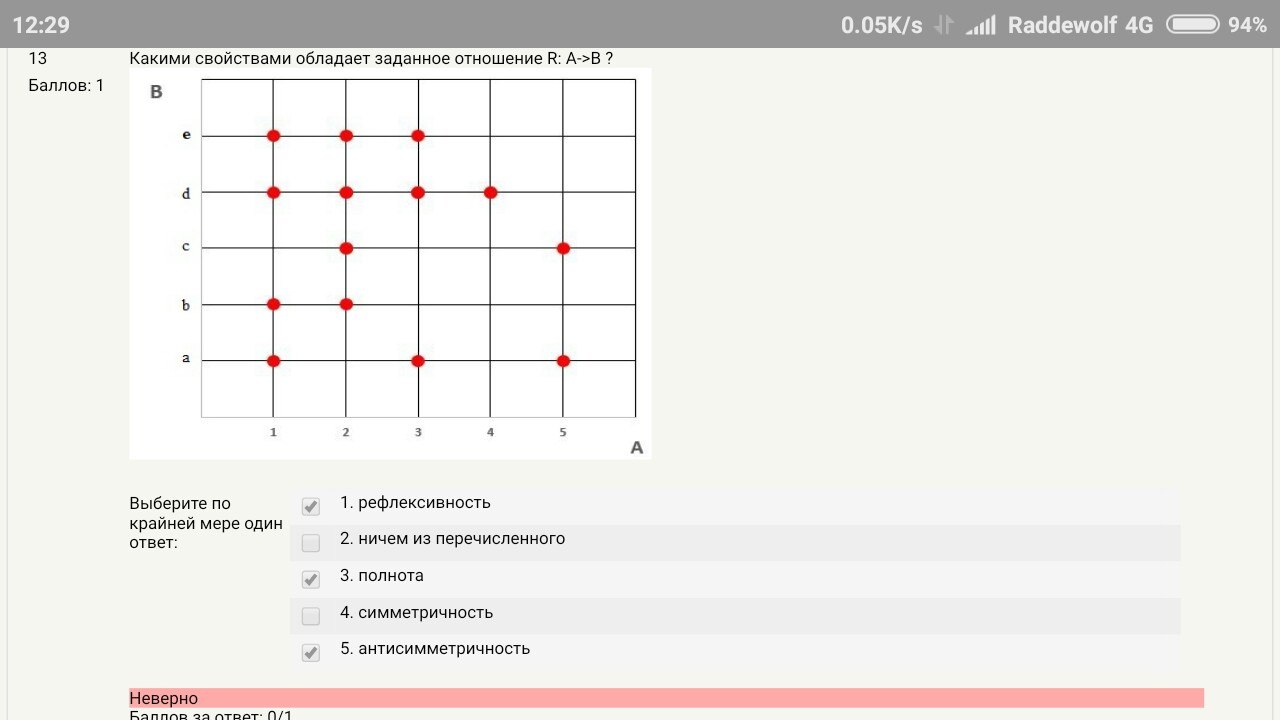 12:29
0.05K/s Raddewolf 4G 94%
13
Какими свойствами обладает заданное отношение R: A->B ?
Баллов: 1
B
e
d
c
b
a
1 2 3 4 5
A
Выберите по
крайней мере один
ответ:
1. рефлексивность
2. ничем из перечисленного
3. полнота
4. симметричность
5. антисимметричность
Неверно
Баллов за ответ: 0/1